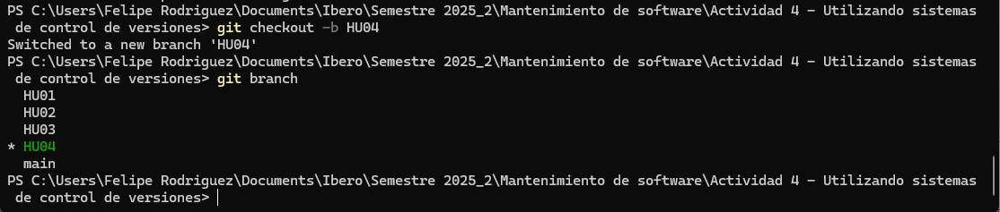 PS C:\Users\Felipe Rodriguez\Documents\Ibero\Semestre 2025_2\Mantenimiento de software\Actividad 4 - Utilizando sistemas
de control de versiones> git checkout -b HU04
Switched to a new branch 'HU04'
PS C:\Users\Felipe Rodriguez\Documents\Ibero\Semestre 2025_2\Mantenimiento de software\Actividad 4 - Utilizando sistemas
de control de versiones> git branch
HU01
HU02
HU03
* HU04
main
PS C:\Users\Felipe Rodriguez\Documents\Ibero\Semestre 2025_2\Mantenimiento de software\Actividad 4 - Utilizando sistemas
de control de versiones>